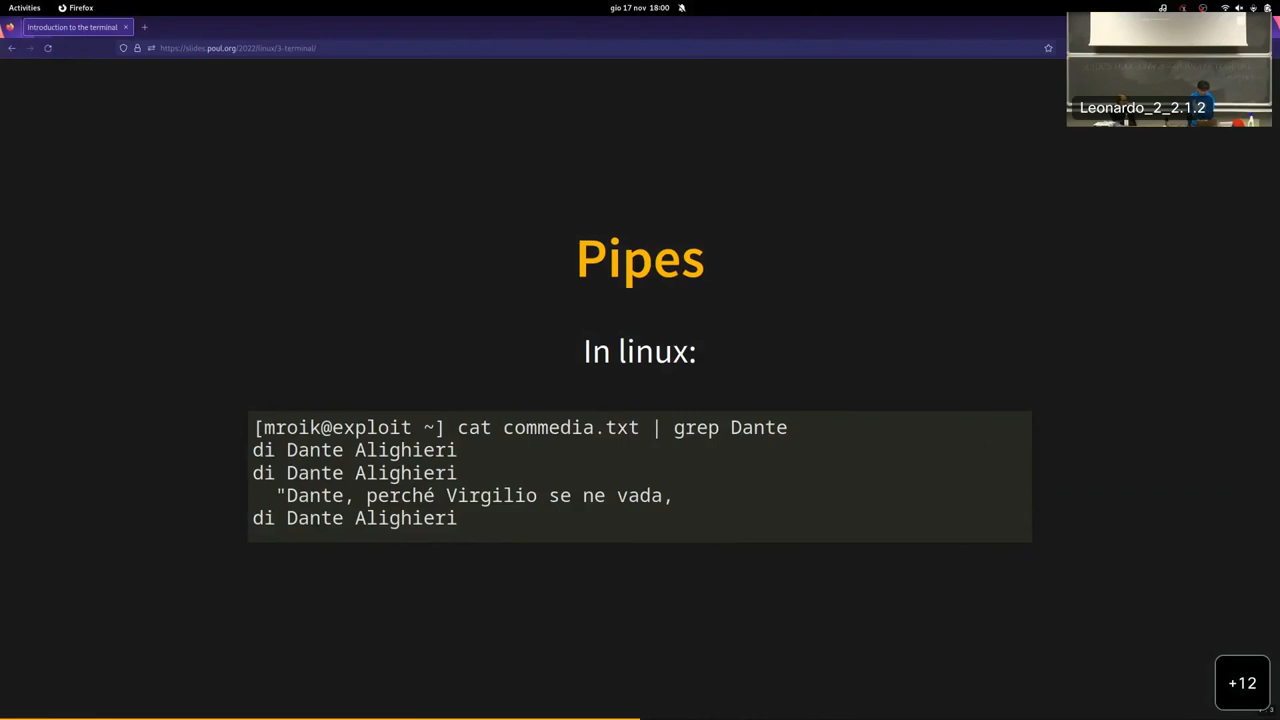 Activities
Firefox
gio 17 nov 18:00
Introduction to the terminal
https://slides.poul.org/2022/linux/3-terminal/
Leonardo_2_2.1.2
Pipes
In linux:
[mroik@exploit ~] cat commedia.txt | grep Dante
di Dante Alighieri
di Dante Alighieri
"Dante, perché Virgilio se ne vada,
di Dante Alighieri
+12